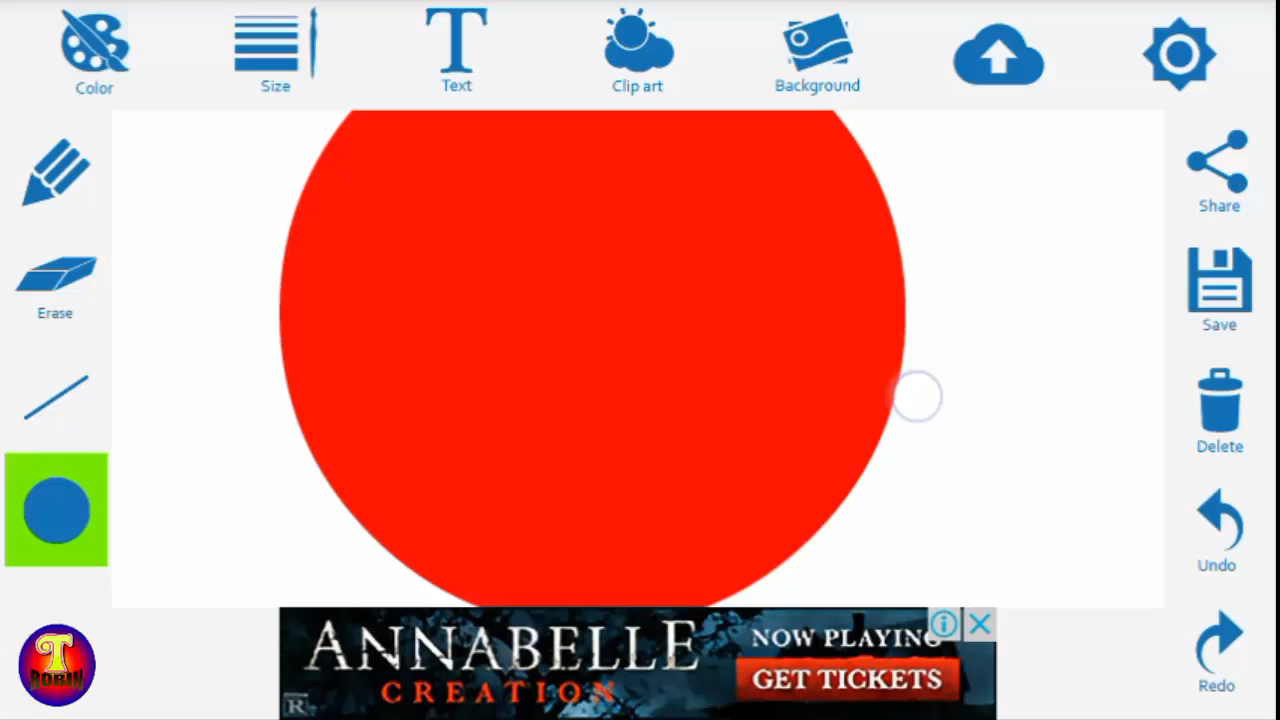 Color
Size
T
Text
Clip art
Background
Share
Erase
Save
Delete
Undo
Redo
T
ROBIN
ANNABELLE
CREATION
R
NOW PLAYING
GET TICKETS